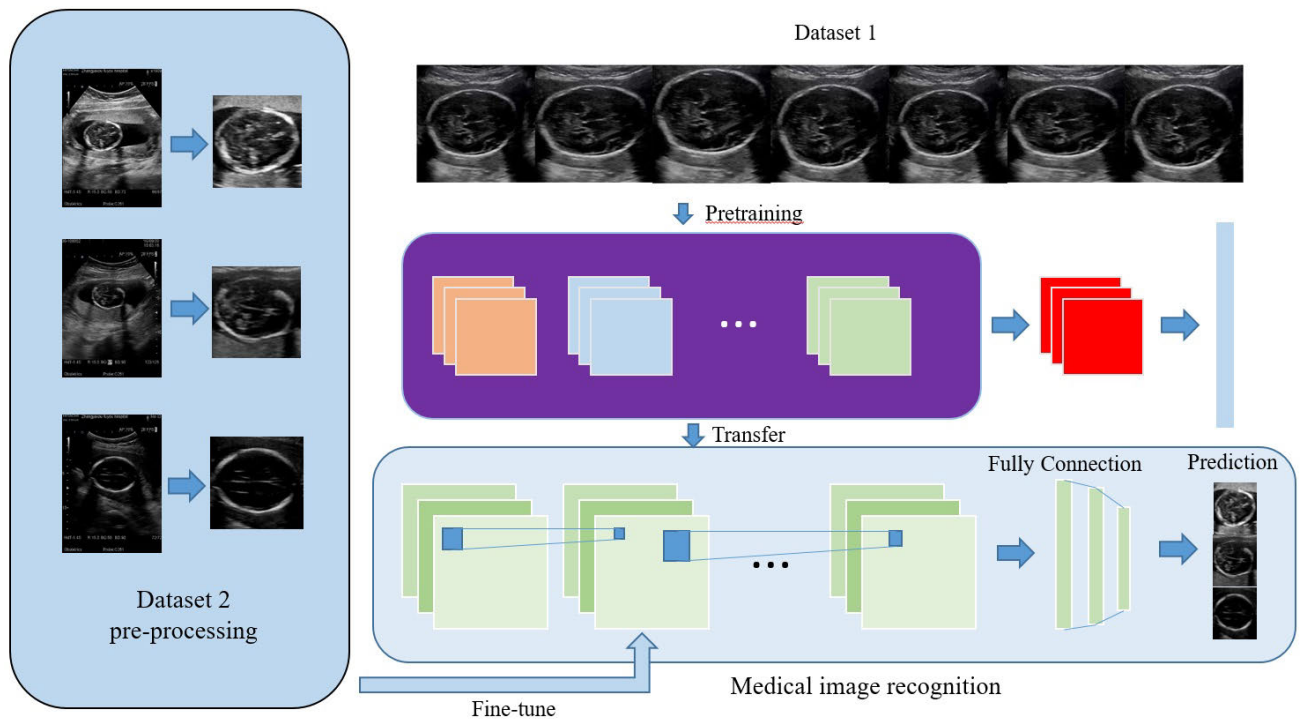 Dataset 1
Pretraining
Transfer
Fully Connection
Prediction
Dataset 2
pre-processing
Medical image recognition
Fine-tune